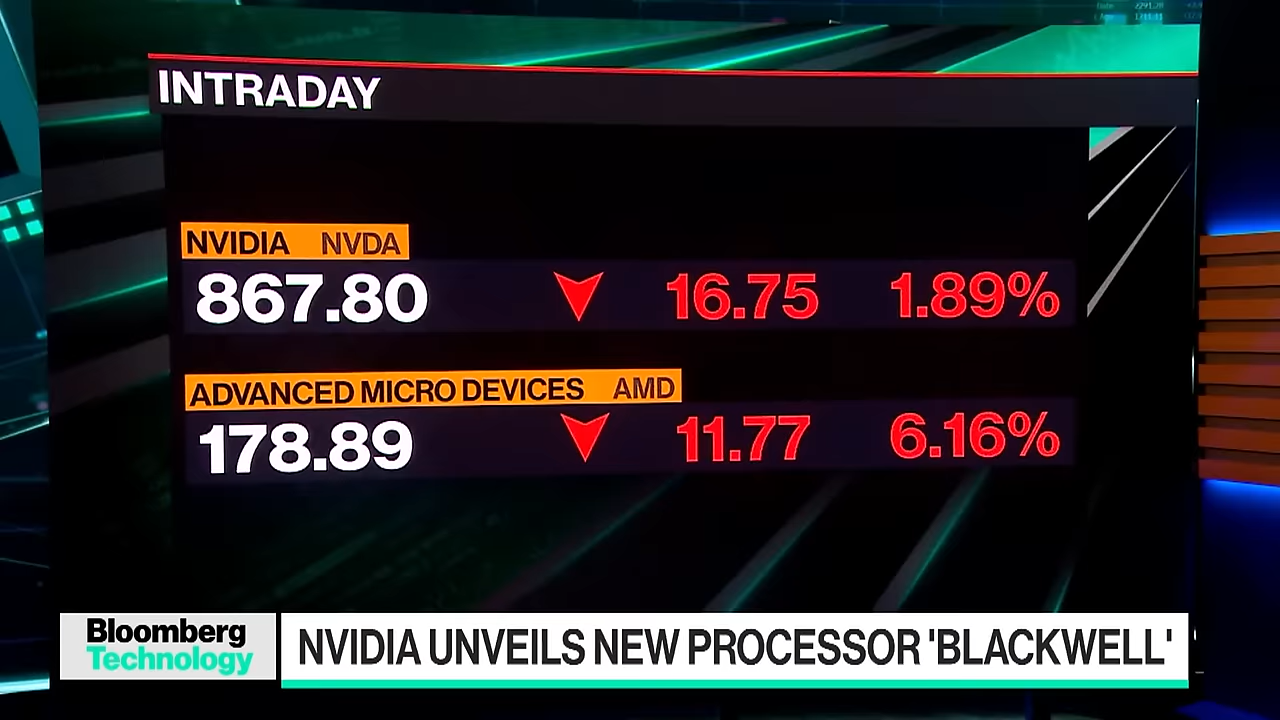 INTRADAY
NVIDIA NVDA
867.80 16.75 1.89%
ADVANCED MICRO DEVICES AMD
178.89 11.77 6.16%
Bloomberg
Technology
NVIDIA UNVEILS NEW PROCESSOR 'BLACKWELL'